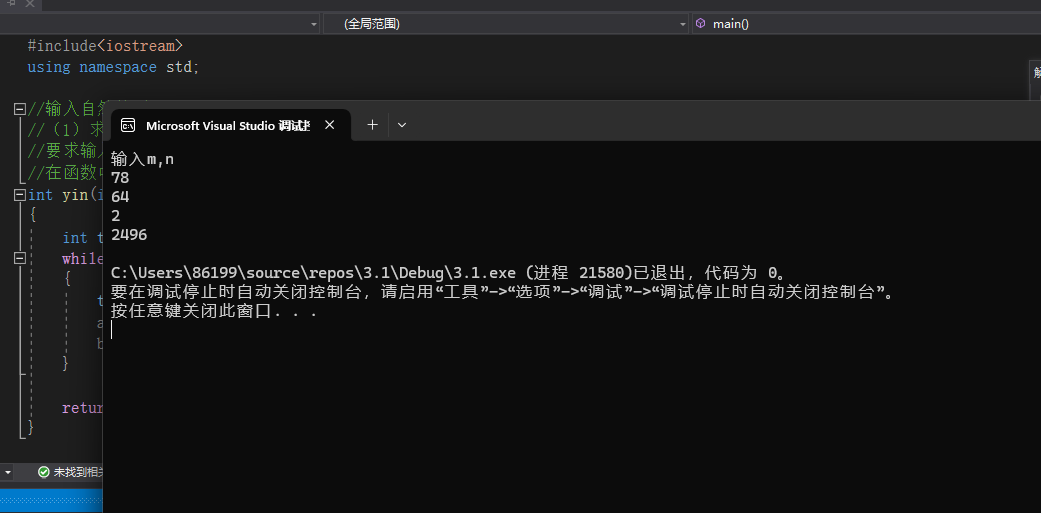 (全局范围) main()
#include<iostream>
using namespace std;
//输入自然
//（1）求
//要求输入
//在函数中
int yin(i
{
int t
while
{
t
a
b
}
retur
}
未找到相关
Microsoft Visual Studio 调试
输入m,n
78
64
2
2496
C:\Users\86199\source\repos\3.1\Debug\3.1.exe (进程 21580)已退出，代码为 0。
要在调试停止时自动关闭控制台，请启用“工具”->“选项”->“调试”->“调试停止时自动关闭控制台”。
按任意键关闭此窗口. . .